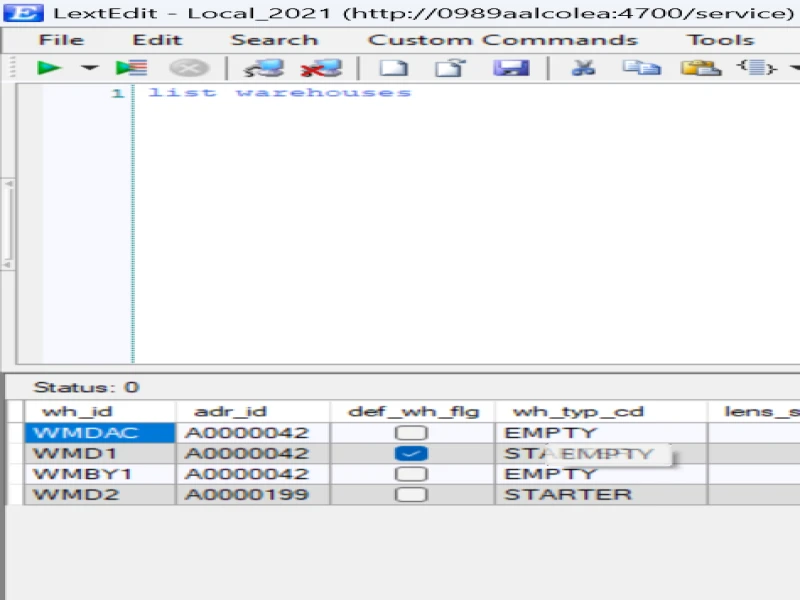 LextEdit - Local_2021 (http://0989aalcolea:4700/service)
File Edit Search Custom Commands Tools
1 list warehouses
Status: 0
wh_id adr_id def_wh_flg wh_typ_cd lens_s
WMDAC A0000042 EMPTY
WMD1 A0000042 STA EMPTY
WMBY1 A0000042 EMPTY
WMD2 A0000199 STARTER